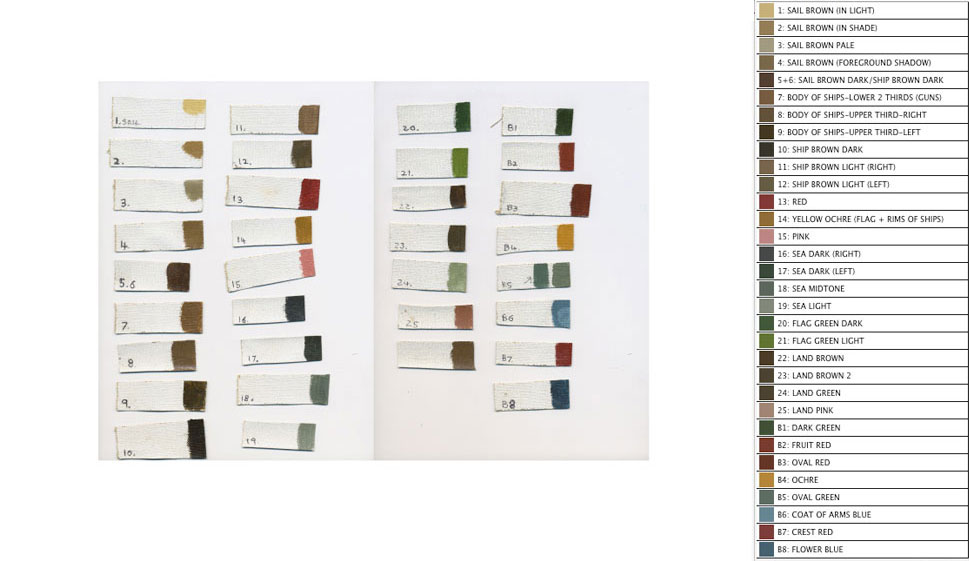 1. SAIL
2.
3.
4.
5.6
7.
8
9.
10.
11.
12.
13
14
15
16.
17.
18.
19
20.
21.
22.
23.
24.
25
B1
B2
B3
B4
B5
B6
B7
B8
1: SAIL BROWN (IN LIGHT)
2: SAIL BROWN (IN SHADE)
3: SAIL BROWN PALE
4: SAIL BROWN (FOREGROUND SHADOW)
5+6: SAIL BROWN DARK/SHIP BROWN DARK
7: BODY OF SHIPS-LOWER 2 THIRDS (GUNS)
8: BODY OF SHIPS-UPPER THIRD-RIGHT
9: BODY OF SHIPS-UPPER THIRD-LEFT
10: SHIP BROWN DARK
11: SHIP BROWN LIGHT (RIGHT)
12: SHIP BROWN LIGHT (LEFT)
13: RED
14: YELLOW OCHRE (FLAG + RIMS OF SHIPS)
15: PINK
16: SEA DARK (RIGHT)
17: SEA DARK (LEFT)
18: SEA MIDTONE
19: SEA LIGHT
20: FLAG GREEN DARK
21: FLAG GREEN LIGHT
22: LAND BROWN
23: LAND BROWN 2
24: LAND GREEN
25: LAND PINK
B1: DARK GREEN
B2: FRUIT RED
B3: OVAL RED
B4: OCHRE
B5: OVAL GREEN
B6: COAT OF ARMS BLUE
B7: CREST RED
B8: FLOWER BLUE